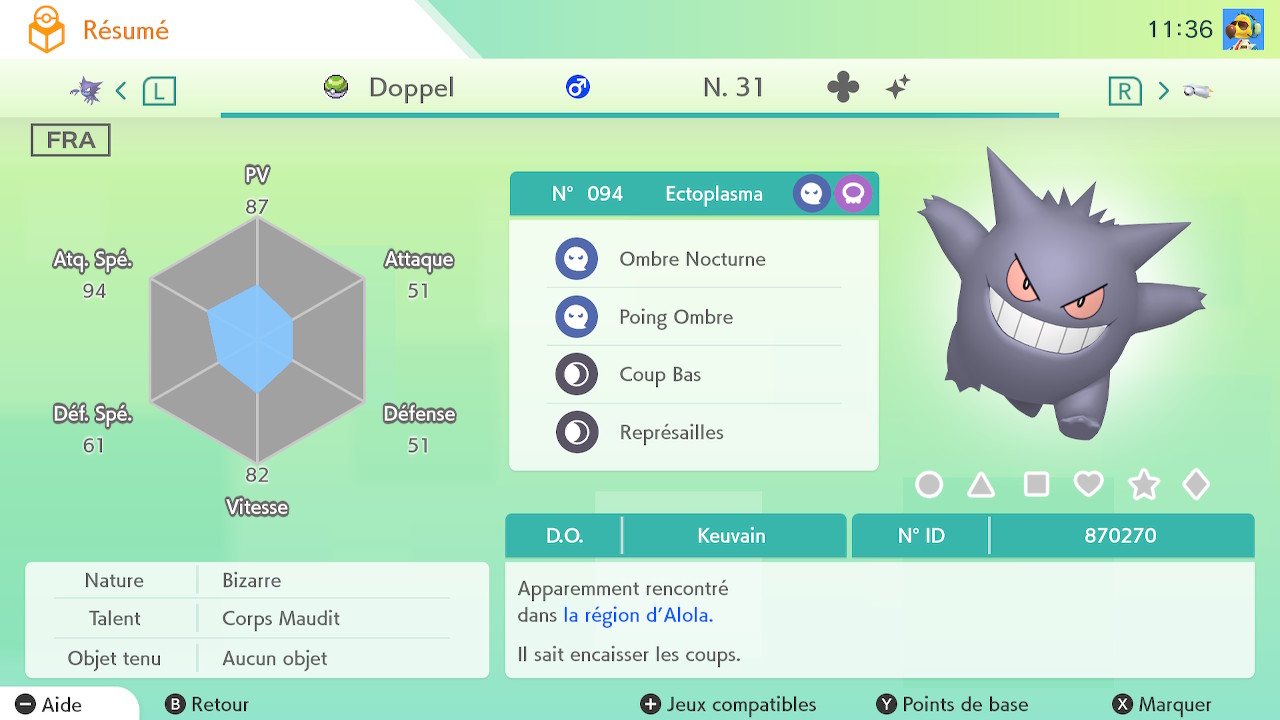 Résumé
11:36
L
Doppel
N. 31
R
FRA
PV
87
Atq. Spé.
94
Attaque
51
Déf. Spé.
61
Défense
51
82
Vitesse
N° 094 Ectoplasma
Ombre Nocturne
Poing Ombre
Coup Bas
Représailles
D.O. Keuvain
N° ID 870270
Nature Bizarre
Talent Corps Maudit
Objet tenu Aucun objet
Apparemment rencontré
dans la région d'Alola.
Il sait encaisser les coups.
Aide
B Retour
Jeux compatibles
Y Points de base
X Marquer